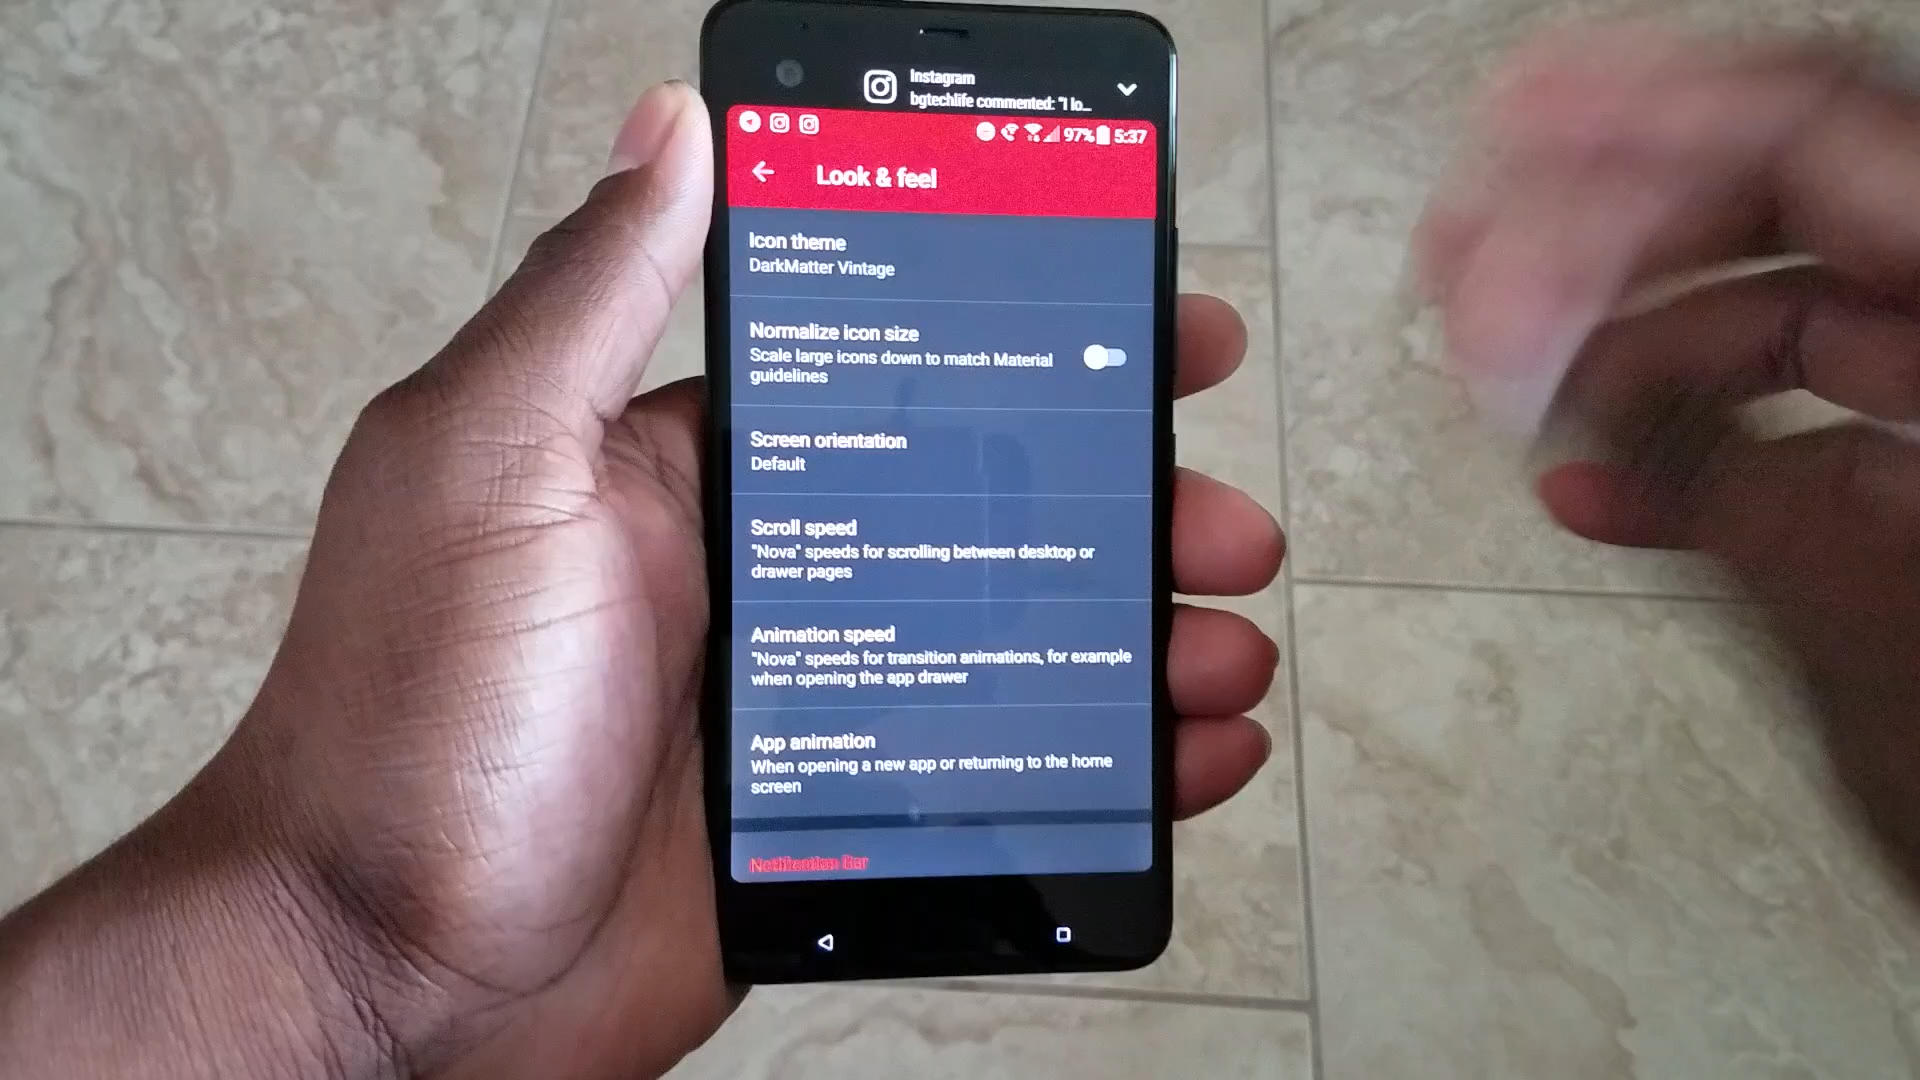 Instagram
bgtechlife commented: "I lo...
97% 5:37
Look & feel
Icon theme
DarkMatter Vintage
Normalize icon size
Scale large icons down to match Material
guidelines
Screen orientation
Default
Scroll speed
"Nova" speeds for scrolling between desktop or
drawer pages
Animation speed
"Nova" speeds for transition animations, for example
when opening the app drawer
App animation
When opening a new app or returning to the home
screen
Notification Bar